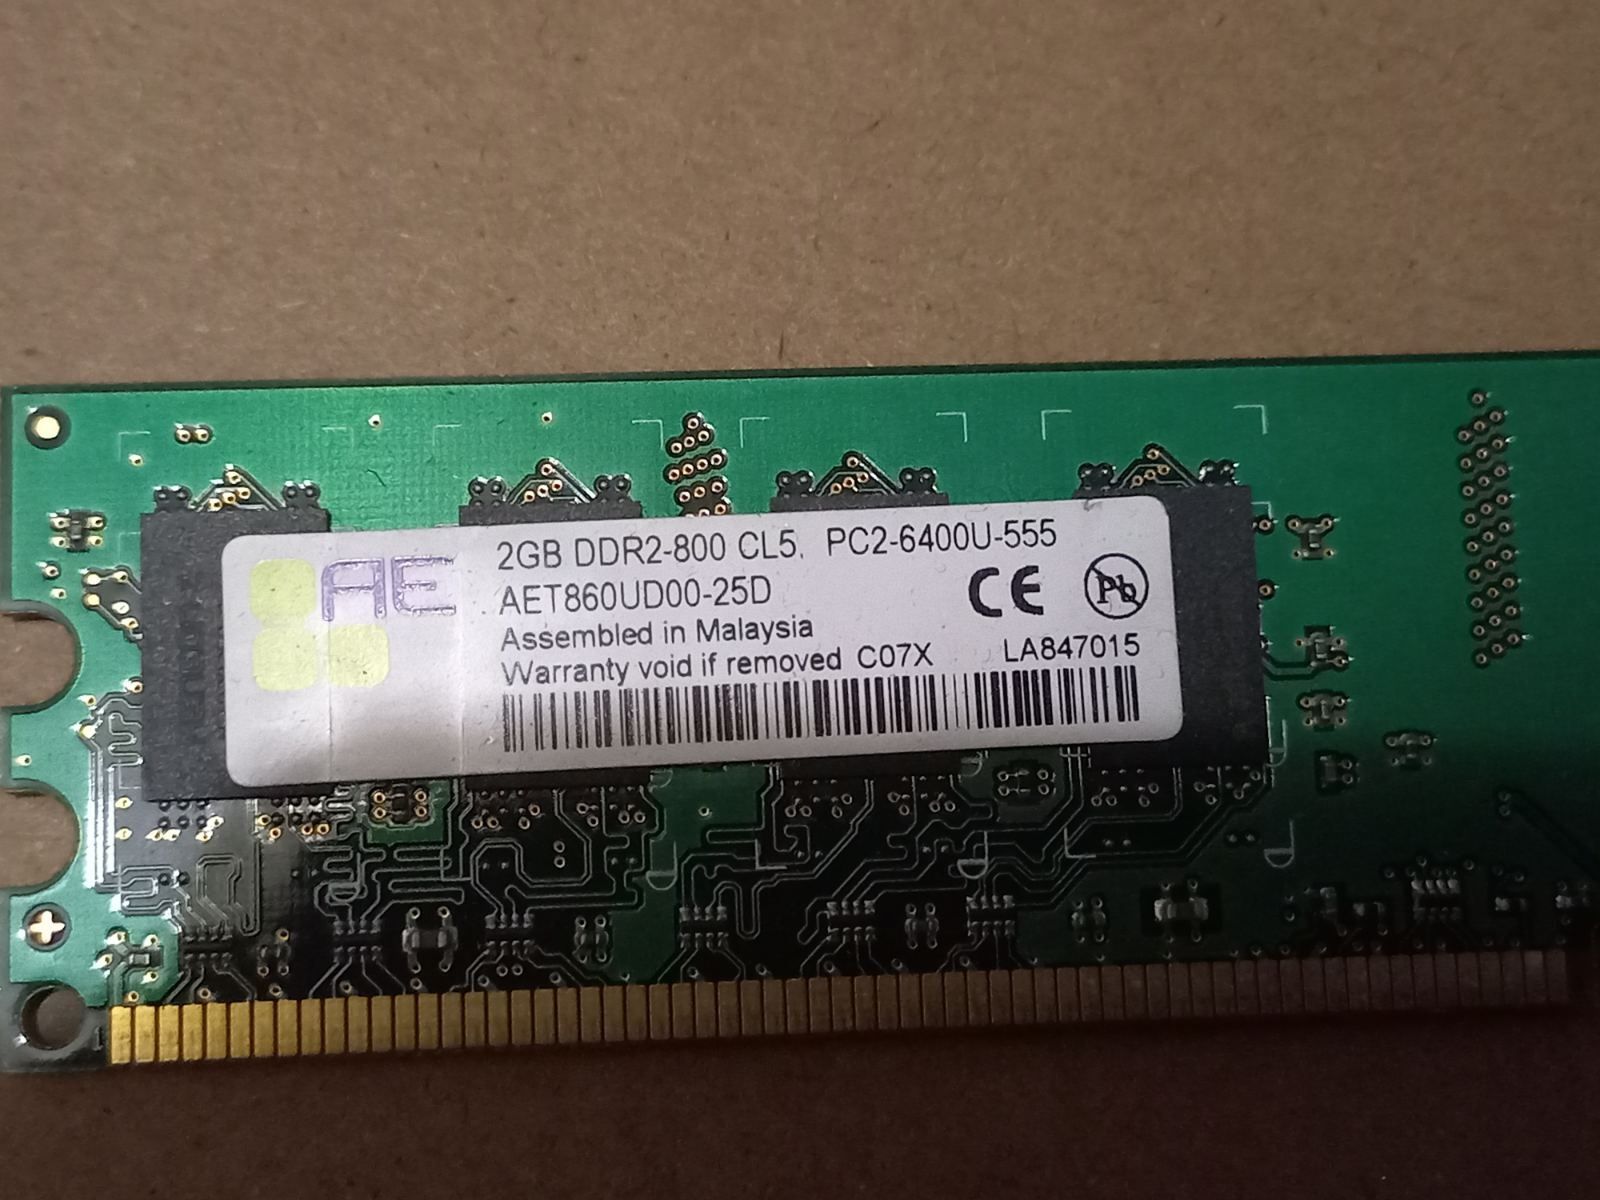 AE
2GB DDR2-800 CL5. PC2-6400U-555
AET860UD00-25D
CE Pb
Assembled in Malaysia
Warranty void if removed C07X LA847015